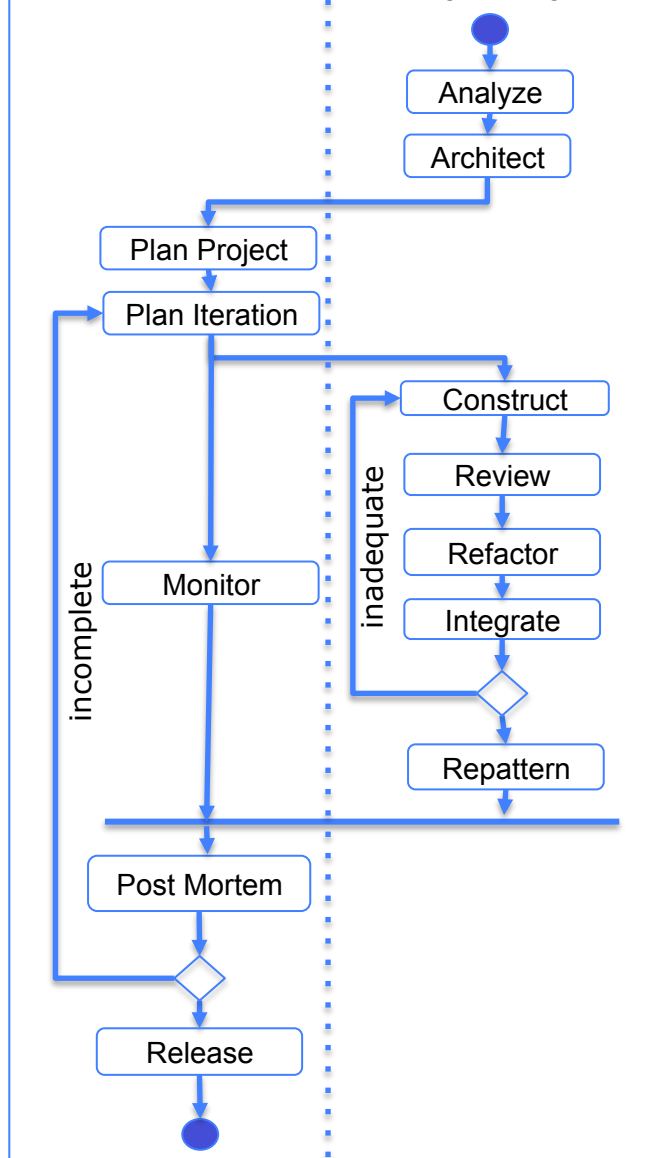 Analyze
Architect
Plan Project
Plan Iteration
Construct
Review
inadequate
Refactor
incomplete
Monitor
Integrate
Repattern
Post Mortem
Release